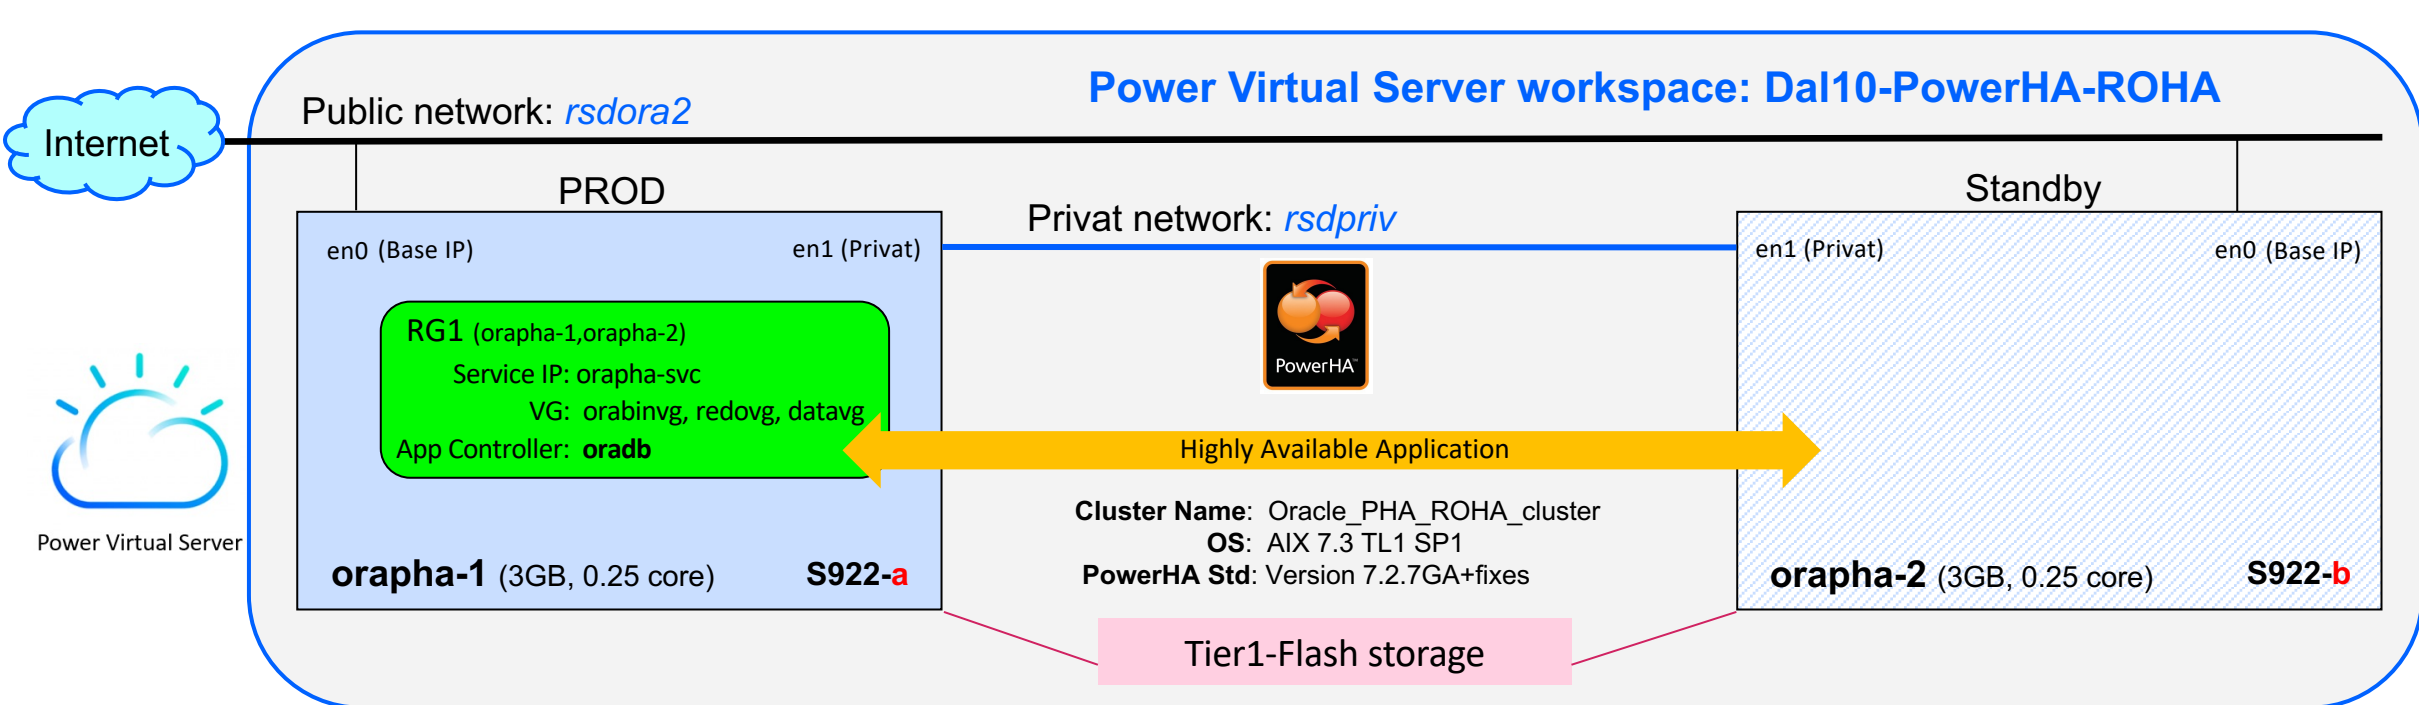 Power Virtual Server workspace: Dal10-PowerHA-ROHA
Public network: rsdora2
Internet
PROD
Standby
Privat network: rsdpriv
en0 (Base IP)
en1 (Privat)
en1 (Privat)
en0 (Base IP)
RG1 (orapha-1,orapha-2)
Service IP: orapha-svc
VG: orabinvg, redovg, datavg
App Controller: oradb
PowerHA™
Highly Available Application
Cluster Name: Oracle_PHA_ROHA_cluster
OS: AIX 7.3 TL1 SP1
PowerHA Std: Version 7.2.7GA+fixes
Power Virtual Server
orapha-1 (3GB, 0.25 core)
S922-a
orapha-2 (3GB, 0.25 core)
S922-b
Tier1-Flash storage